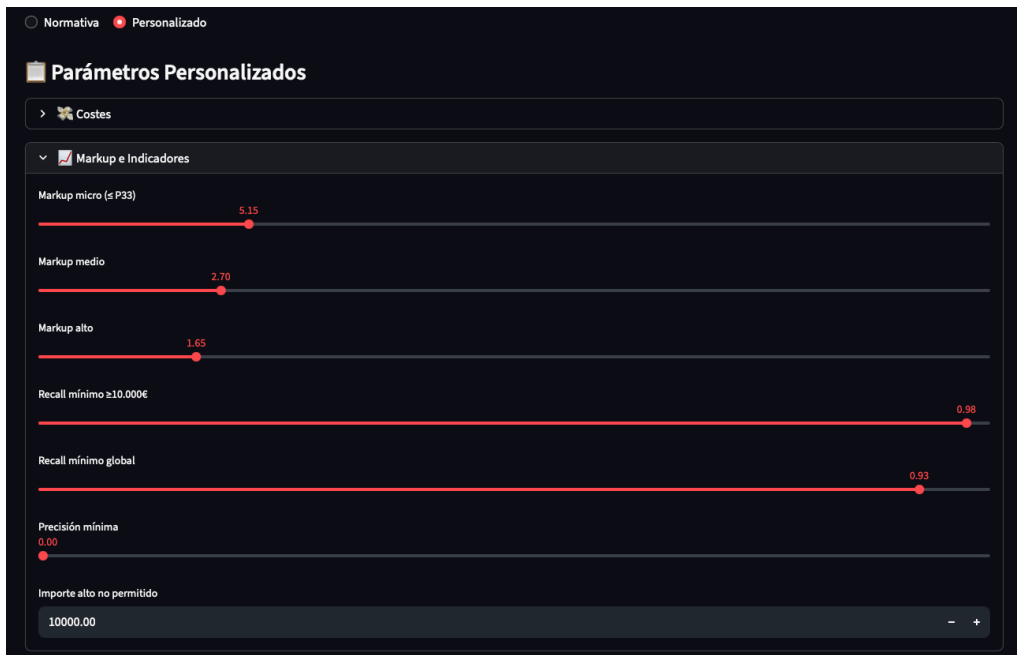 Normativa Personalizado
Parámetros Personalizados
Costes
Markup e Indicadores
Markup micro (≤ P33)
5.15
Markup medio
2.70
Markup alto
1.65
Recall mínimo ≥10.000€
0.98
Recall mínimo global
0.93
Precisión mínima
0.00
Importe alto no permitido
10000.00